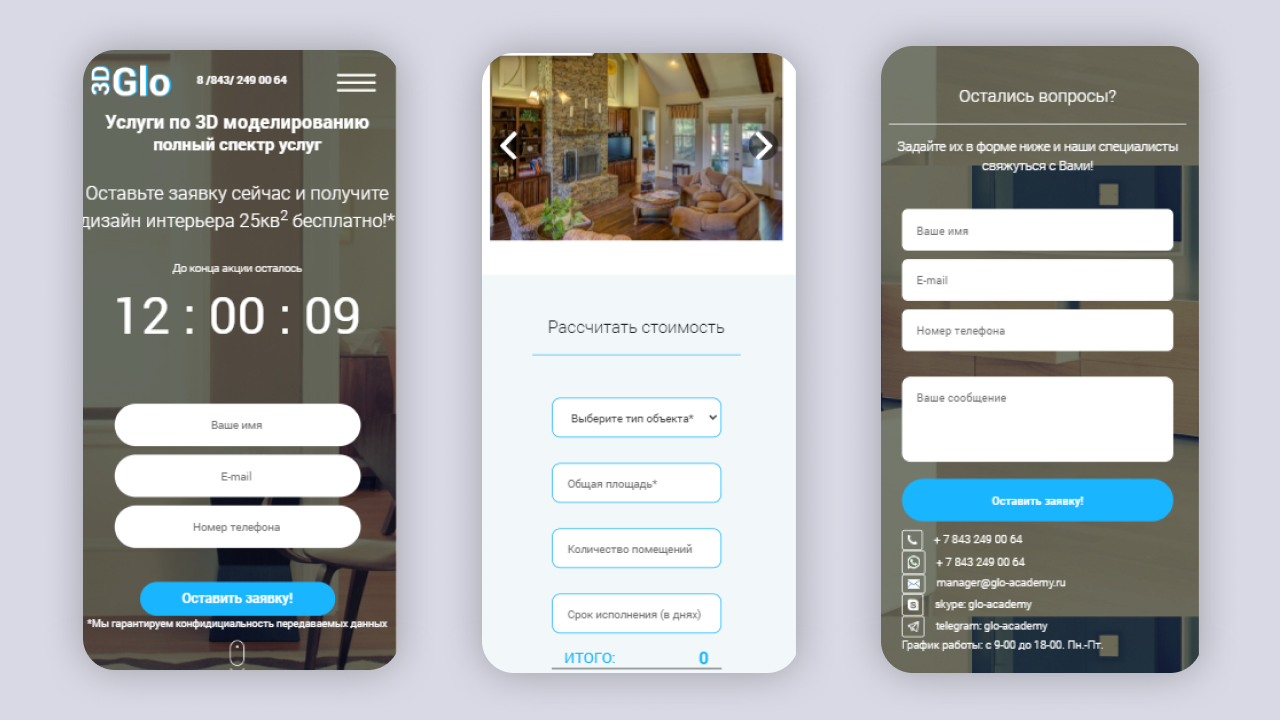 3D Glo
8 /843/ 249 00 64
Услуги по 3D моделированию
полный спектр услуг
Оставьте заявку сейчас и получите
дизайн интерьера 25кв2 бесплатно!*
До конца акции осталось
12 : 00 : 09
Ваше имя
E-mail
Номер телефона
Оставить заявку!
*Мы гарантируем конфидициальность передаваемых данных
Рассчитать стоимость
Выберите тип объекта*
Общая площадь*
Количество помещений
Срок исполнения (в днях)
ИТОГО: 0
Остались вопросы?
Задайте их в форме ниже и наши специалисты
свяжуться с Вами!
Ваше имя
E-mail
Номер телефона
Ваше сообщение
Оставить заявку!
+ 7 843 249 00 64
+ 7 843 249 00 64
manager@glo-academy.ru
skype: glo-academy
telegram: glo-academy
График работы: с 9-00 до 18-00. Пн.-Пт.